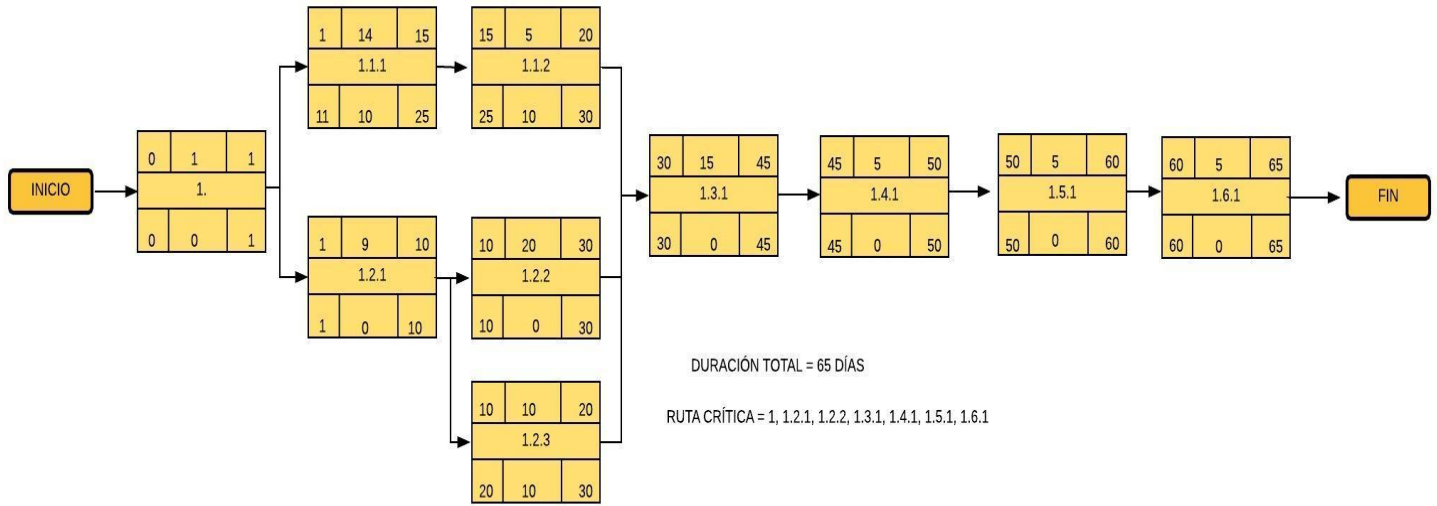 INICIO
0 1 1
1.
0 0 1
1 14 15
1.1.1
11 10 25
15 5 20
1.1.2
25 10 30
1 9 10
1.2.1
1 0 10
10 20 30
1.2.2
10 0 30
10 10 20
1.2.3
20 10 30
30 15 45
1.3.1
30 0 45
45 5 50
1.4.1
45 0 50
50 5 60
1.5.1
50 0 60
60 5 65
1.6.1
60 0 65
FIN
DURACIÓN TOTAL = 65 DÍAS
RUTA CRÍTICA = 1, 1.2.1, 1.2.2, 1.3.1, 1.4.1, 1.5.1, 1.6.1